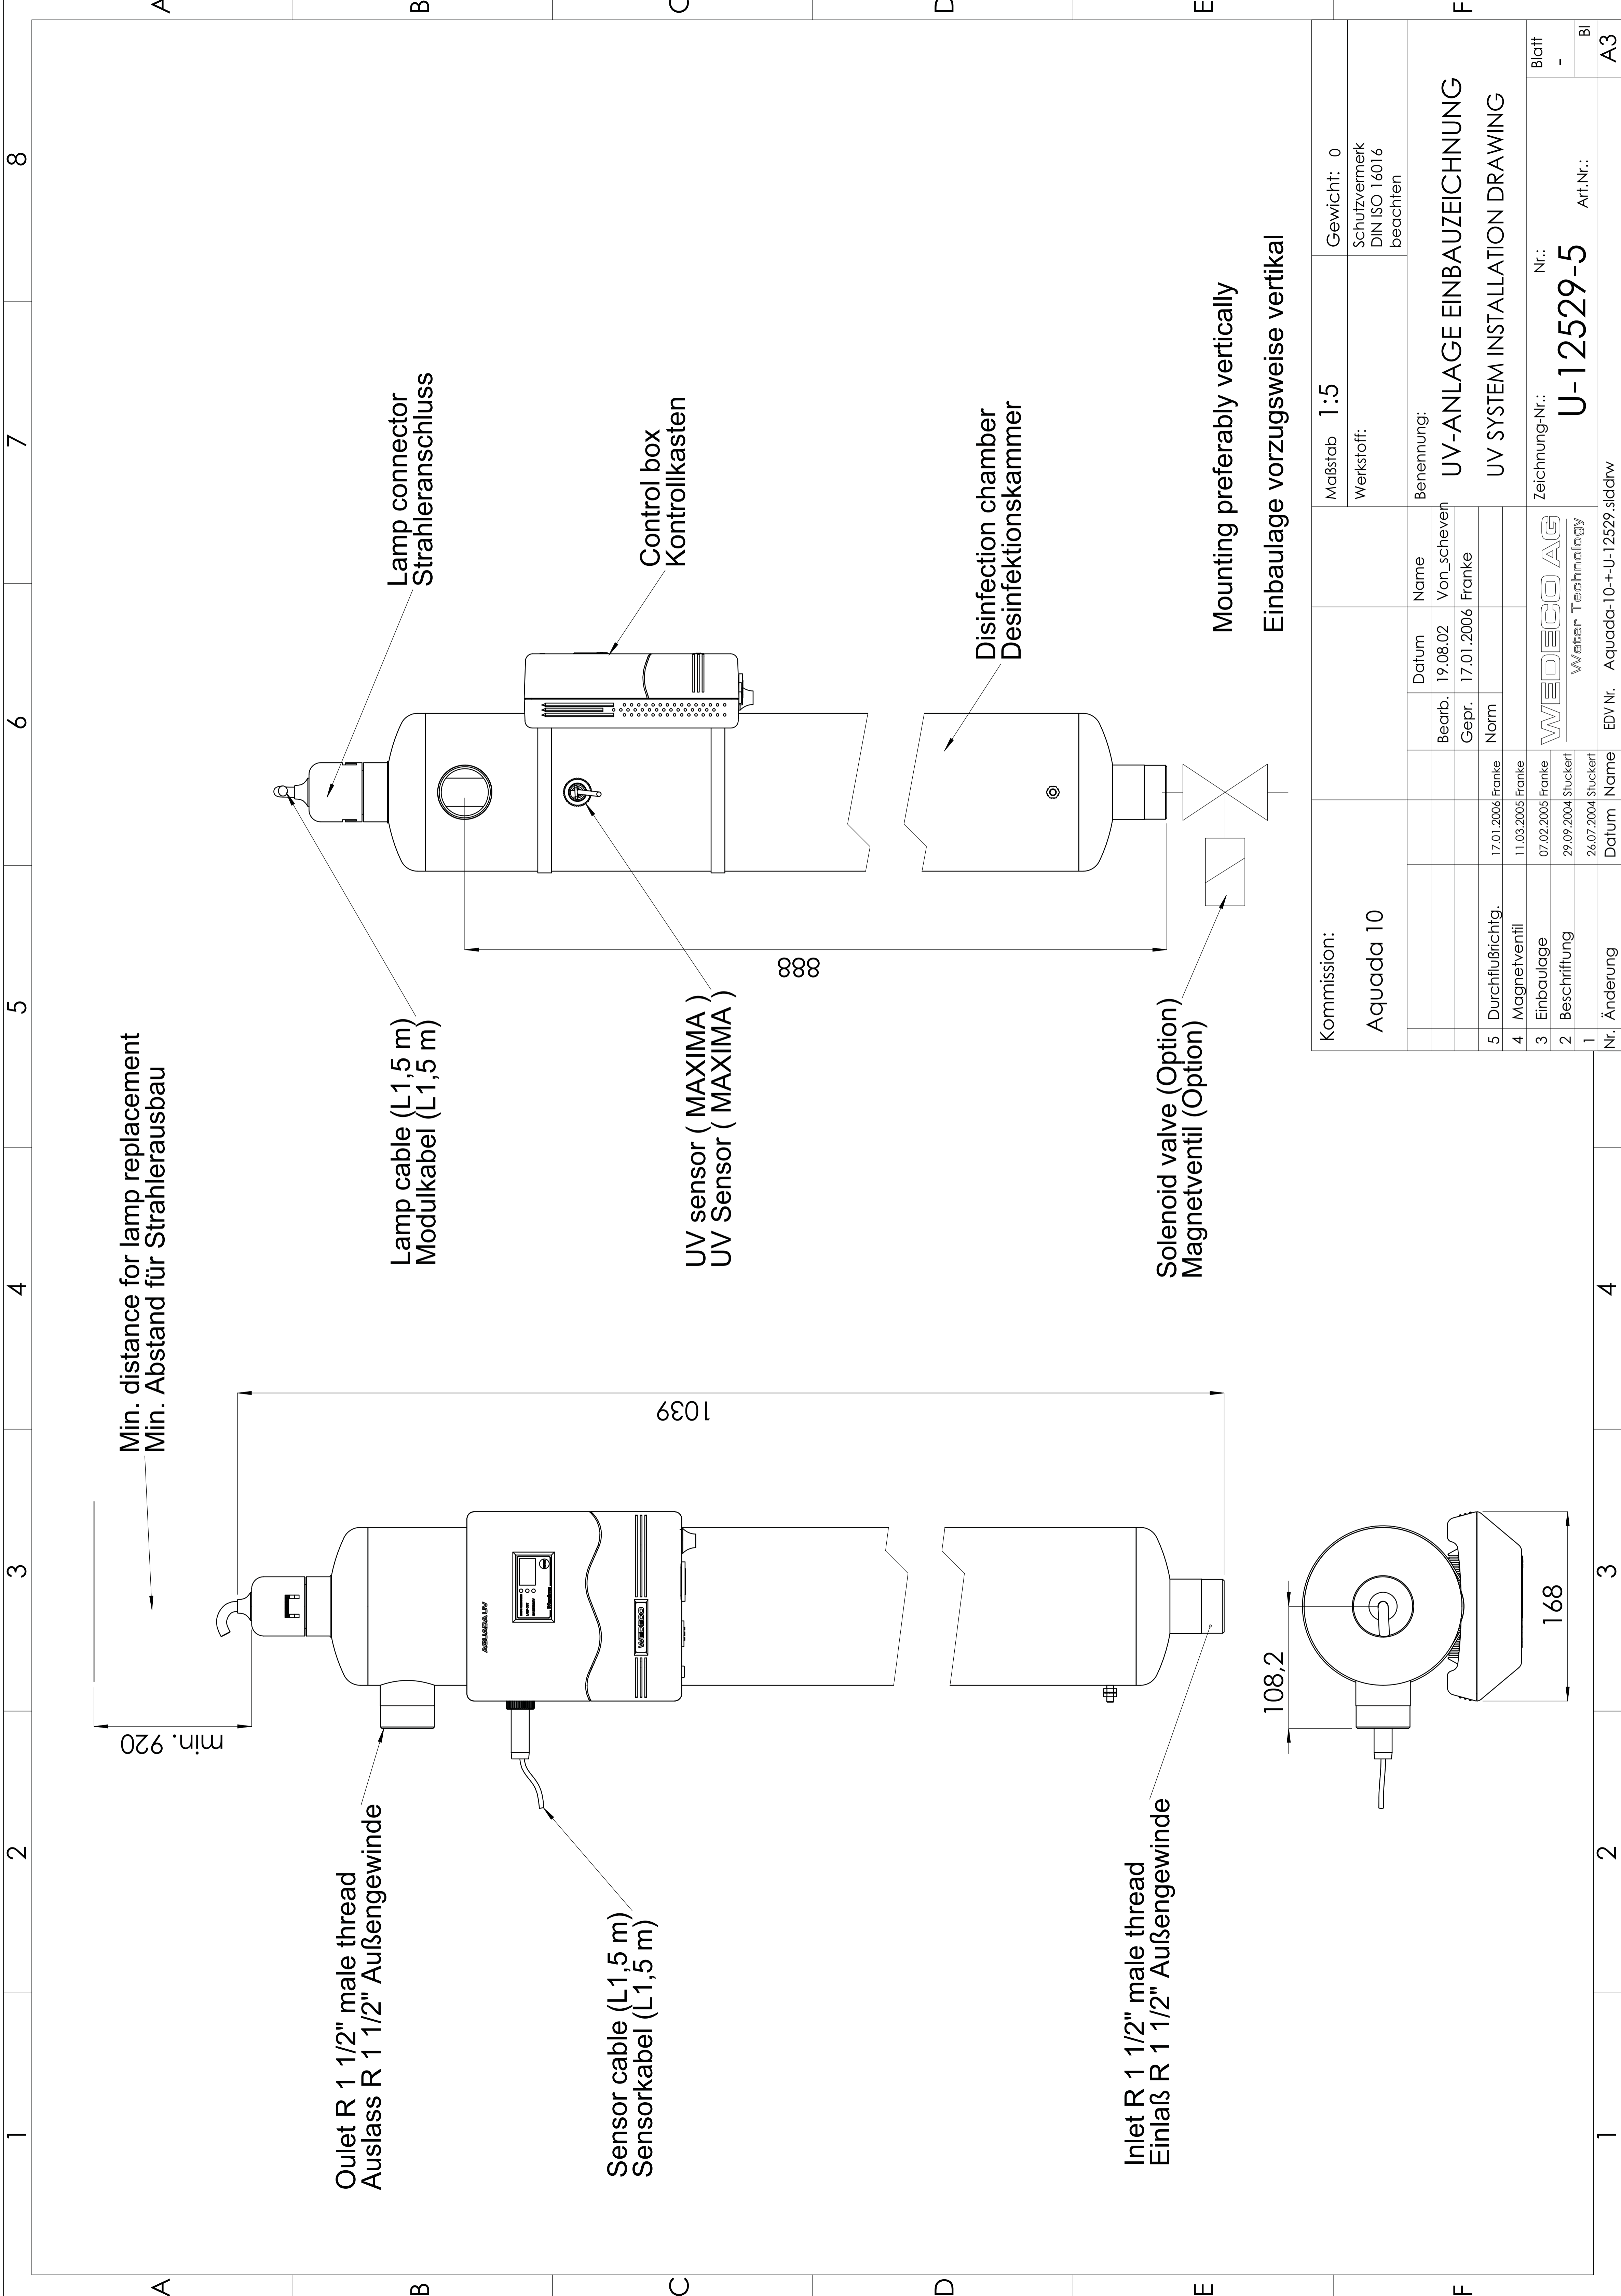 1
2
3
4
5
6
7
8
A
B
C
D
E
F
Min. distance for lamp replacement
Min. Abstand für Strahlerausbau
min. 920
Oulet R 1 1/2" male thread
Auslass R 1 1/2" Außengewinde
Sensor cable (L1,5 m)
Sensorkabel (L1,5 m)
Inlet R 1 1/2" male thread
Einlaß R 1 1/2" Außengewinde
AQUADA UV
WEDECO
1039
108,2
168
Lamp cable (L1,5 m)
Modulkabel (L1,5 m)
UV sensor ( MAXIMA )
UV Sensor ( MAXIMA )
888
Solenoid valve (Option)
Magnetventil (Option)
Lamp connector
Strahleranschluss
Control box
Kontrollkasten
Disinfection chamber
Desinfektionskammer
Mounting preferably vertically
Einbaulage vorzugsweise vertikal
Kommission:
Aquada 10
Maßstab 1:5
Gewicht: 0
Werkstoff:
Schutzvermerk
DIN ISO 16016
beachten
Datum Name
Bearb. 19.08.02 Von_scheven
Gepr. 17.01.2006 Franke
Norm
Benennung:
UV-ANLAGE EINBAUZEICHNUNG
UV SYSTEM INSTALLATION DRAWING
5 Durchflußrichtg. 17.01.2006 Franke
4 Magnetventil 11.03.2005 Franke
3 Einbaulage 07.02.2005 Franke
2 Beschriftung 29.09.2004 Stuckert
1 26.07.2004 Stuckert
Nr. Änderung Datum Name
WEDECO AG
Water Technology
Zeichnung-Nr.: Nr.:
U-12529-5
Art.Nr.:
Blatt
-
Bl
EDV Nr. Aquada-10-+-U-12529.slddrw
A3
A
B
C
D
E
F
1
2
3
4